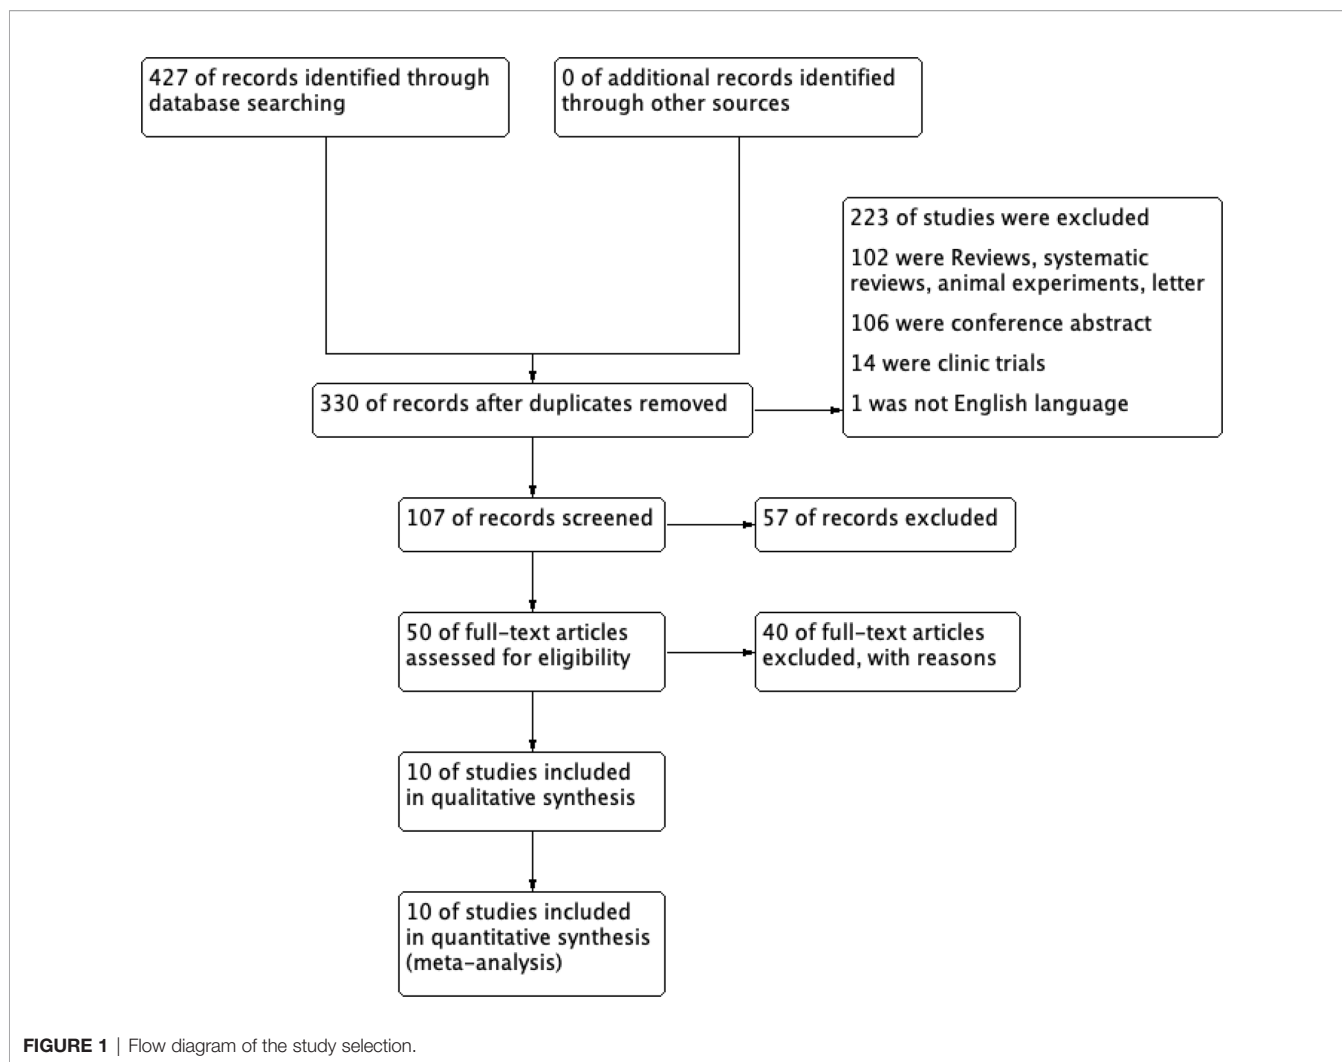 427 of records identified through
database searching
0 of additional records identified
through other sources
223 of studies were excluded
102 were Reviews, systematic
reviews, animal experiments, letter
106 were conference abstract
14 were clinic trials
1 was not English language
330 of records after duplicates removed
107 of records screened
57 of records excluded
50 of full-text articles
assessed for eligibility
40 of full-text articles
excluded, with reasons
10 of studies included
in qualitative synthesis
10 of studies included
in quantitative synthesis
(meta-analysis)
FIGURE 1 | Flow diagram of the study selection.